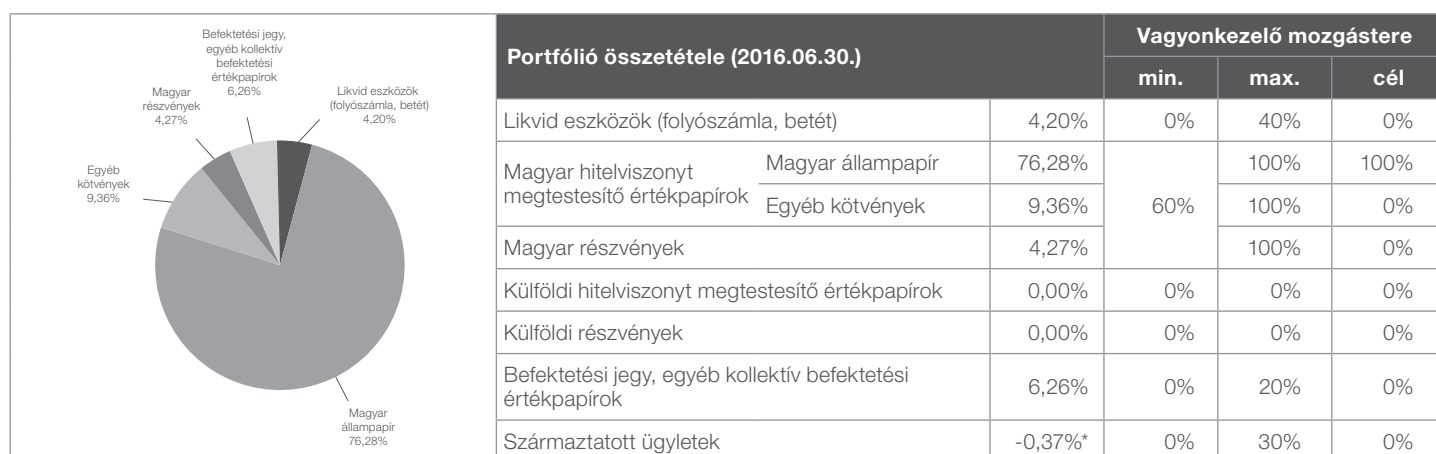 Befektetési jegy,
egyéb kollektív
befektetési
értékpapírok
6,26%
Likvid eszközök
(folyószámla, betét)
4,20%
Magyar
részvények
4,27%
Egyéb
kötvények
9,36%
Magyar
állampapír
76,28%
Portfólió összetétele (2016.06.30.) Vagyonkezelő mozgástere
min. max. cél
Likvid eszközök (folyószámla, betét) 4,20% 0% 40% 0%
Magyar hitelviszonyt
megtestesítő értékpapírok
Magyar állampapír 76,28% 100% 100%
Egyéb kötvények 9,36% 60% 100% 0%
Magyar részvények 4,27% 100% 0%
Külföldi hitelviszonyt megtestesítő értékpapírok 0,00% 0% 0% 0%
Külföldi részvények 0,00% 0% 0% 0%
Befektetési jegy, egyéb kollektív befektetési
értékpapírok 6,26% 0% 20% 0%
Származtatott ügyletek -0,37%* 0% 30% 0%